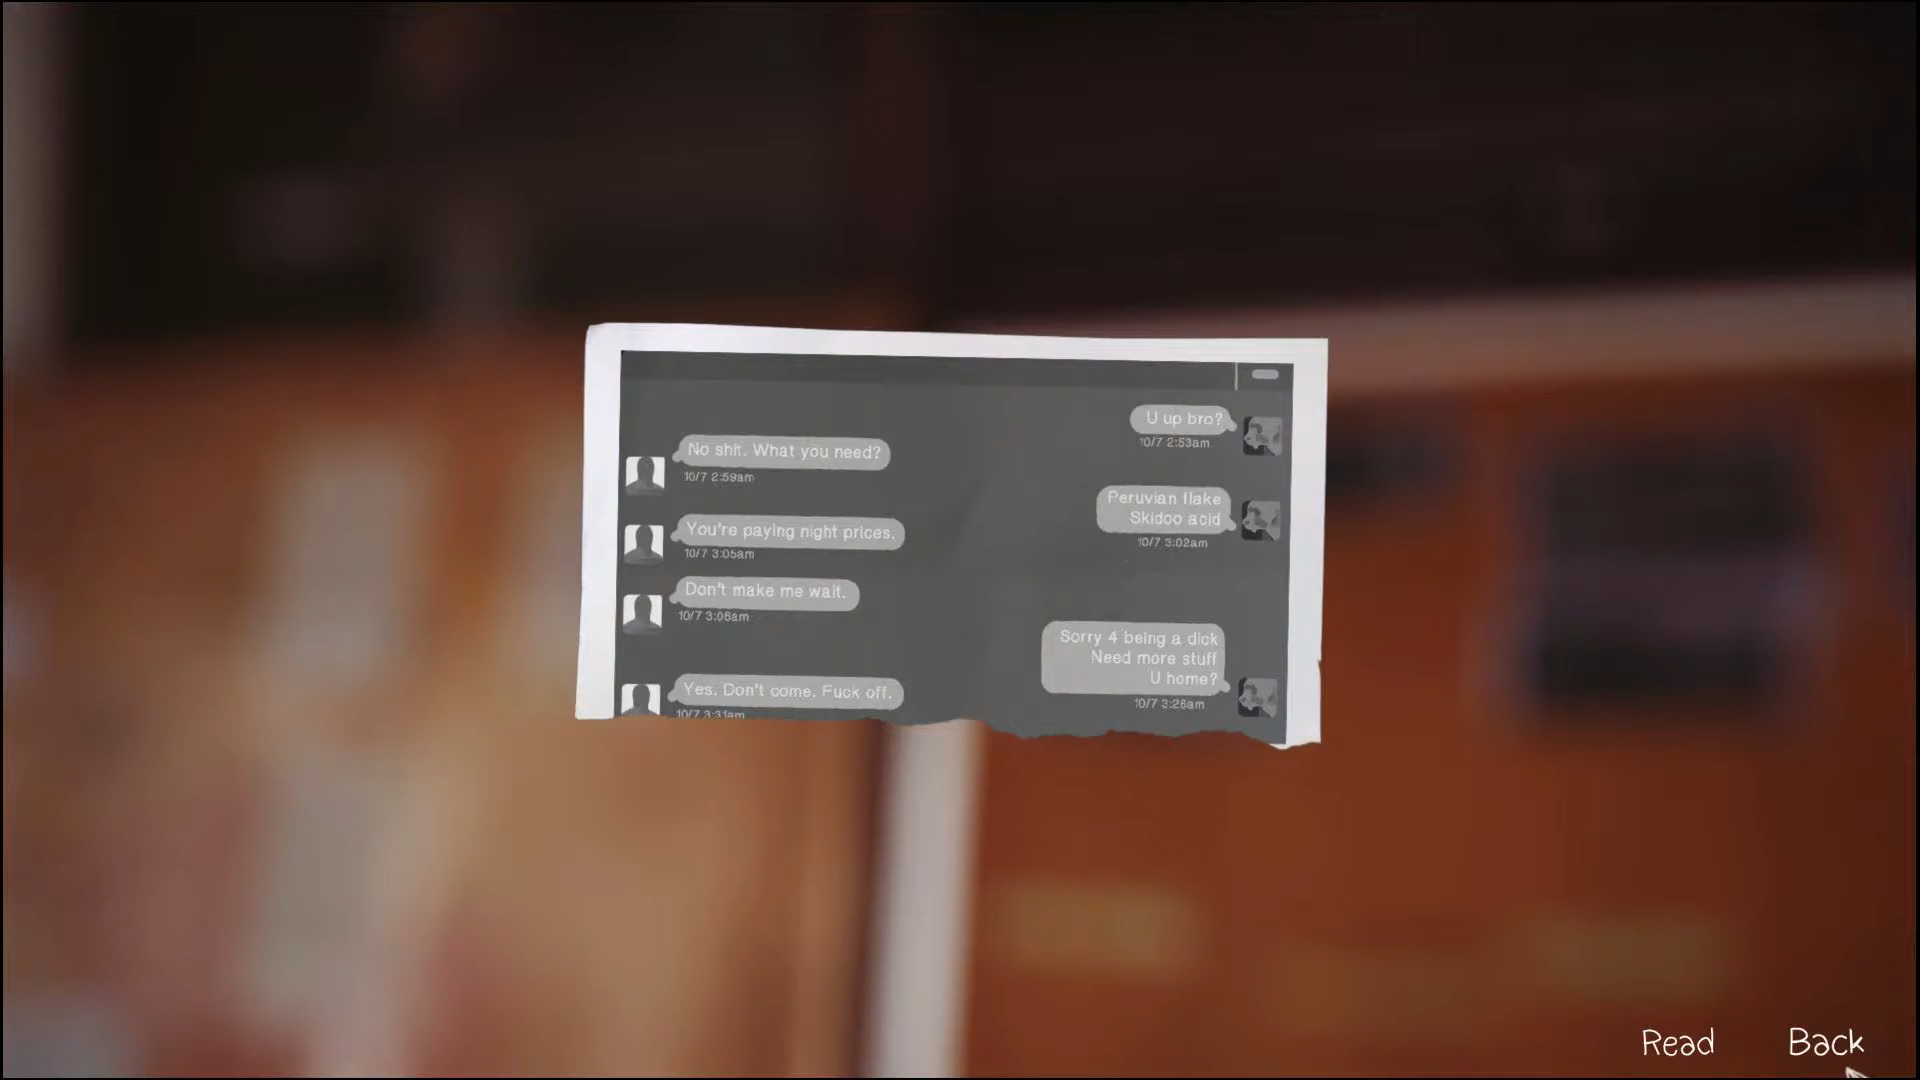 U up bro?
10/7 2:53am
No shit. What you need?
10/7 2:59am
Peruvian flake
Skidoo acid
10/7 3:02am
You're paying night prices.
10/7 3:05am
Don't make me wait.
10/7 3:06am
Sorry 4 being a dick
Need more stuff
U home?
10/7 3:26am
Yes. Don't come. Fuck off.
10/7 3:31am
Read
Back